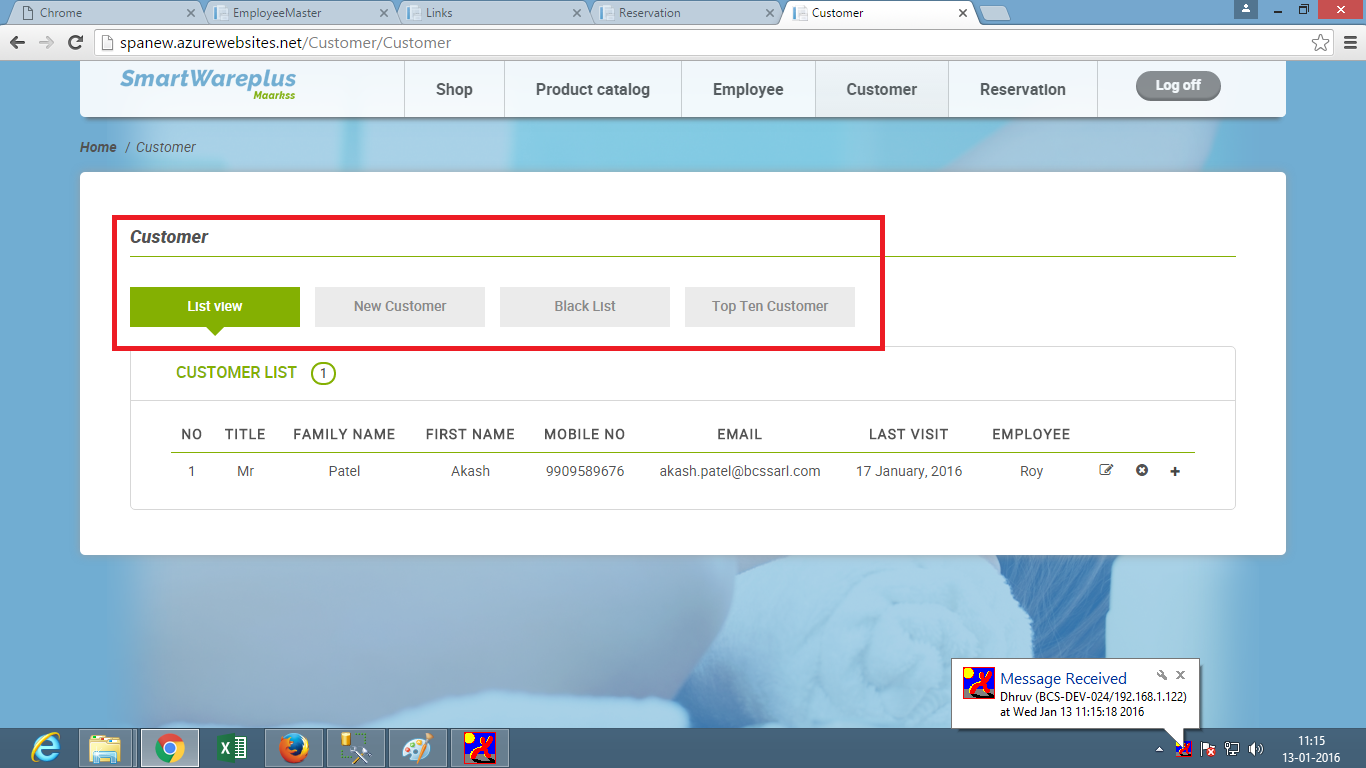 Chrome EmployeeMaster Links Reservation Customer
spanew.azurewebsites.net/Customer/Customer
SmartWareplus
Maarkss
Shop Product catalog Employee Customer Reservation Log off
Home / Customer
Customer
List view New Customer Black List Top Ten Customer
CUSTOMER LIST 1
NO TITLE FAMILY NAME FIRST NAME MOBILE NO EMAIL LAST VISIT EMPLOYEE
1 Mr Patel Akash 9909589676 akash.patel@bcssarl.com 17 January, 2016 Roy
Message Received
Dhruv (BCS-DEV-024/192.168.1.122)
at Wed Jan 13 11:15:18 2016
11:15
13-01-2016